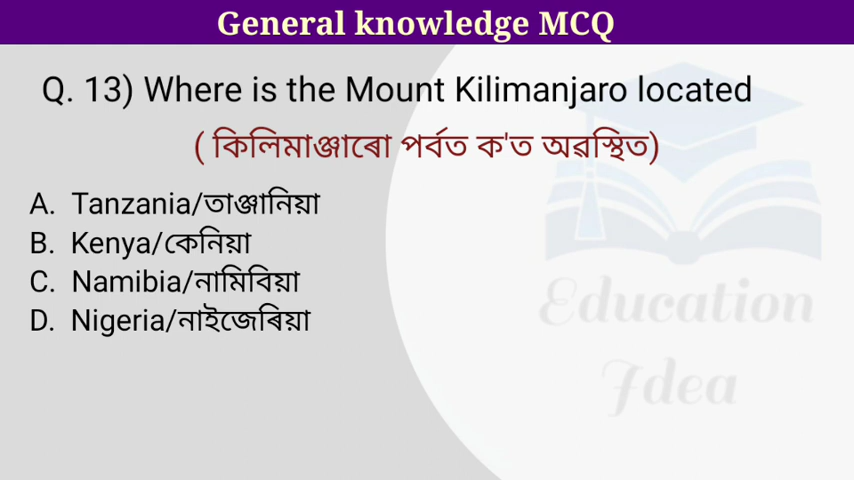 General knowledge MCQ
Q. 13) Where is the Mount Kilimanjaro located
( কিলিমাঞ্জাৰো পৰ্বত ক'ত অৱস্থিত)
A. Tanzania/তাঞ্জানিয়া
B. Kenya/কেনিয়া
C. Namibia/নামিবিয়া
D. Nigeria/নাইজেৰিয়া
Education
Idea